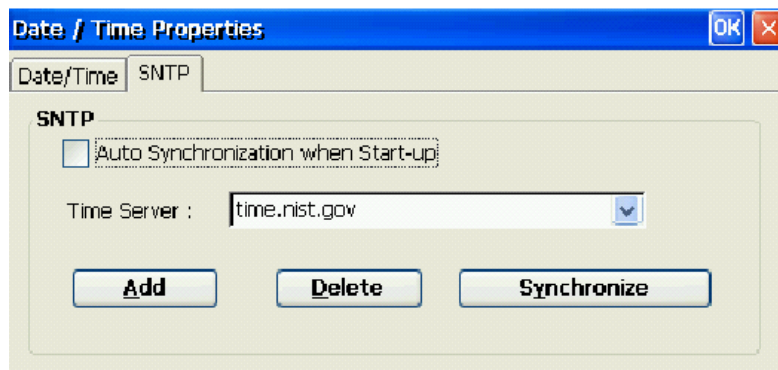 Date / Time Properties OK
Date/Time SNTP
SNTP
Auto Synchronization when Start-up
Time Server : time.nist.gov
Add Delete Synchronize